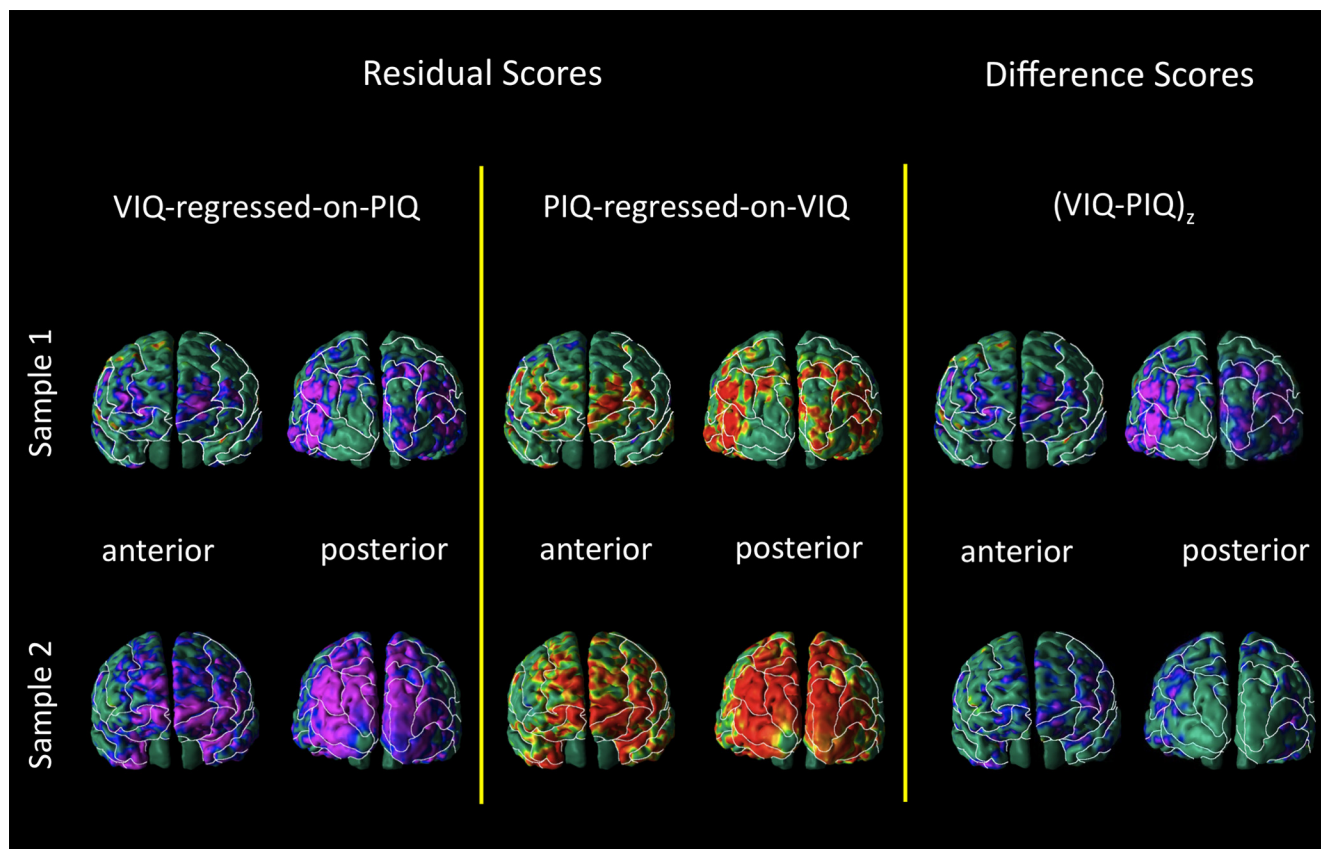 Residual Scores
Difference Scores
VIQ-regressed-on-PIQ
PIQ-regressed-on-VIQ
(VIQ-PIQ)z
Sample 1
anterior
posterior
anterior
posterior
anterior
posterior
Sample 2